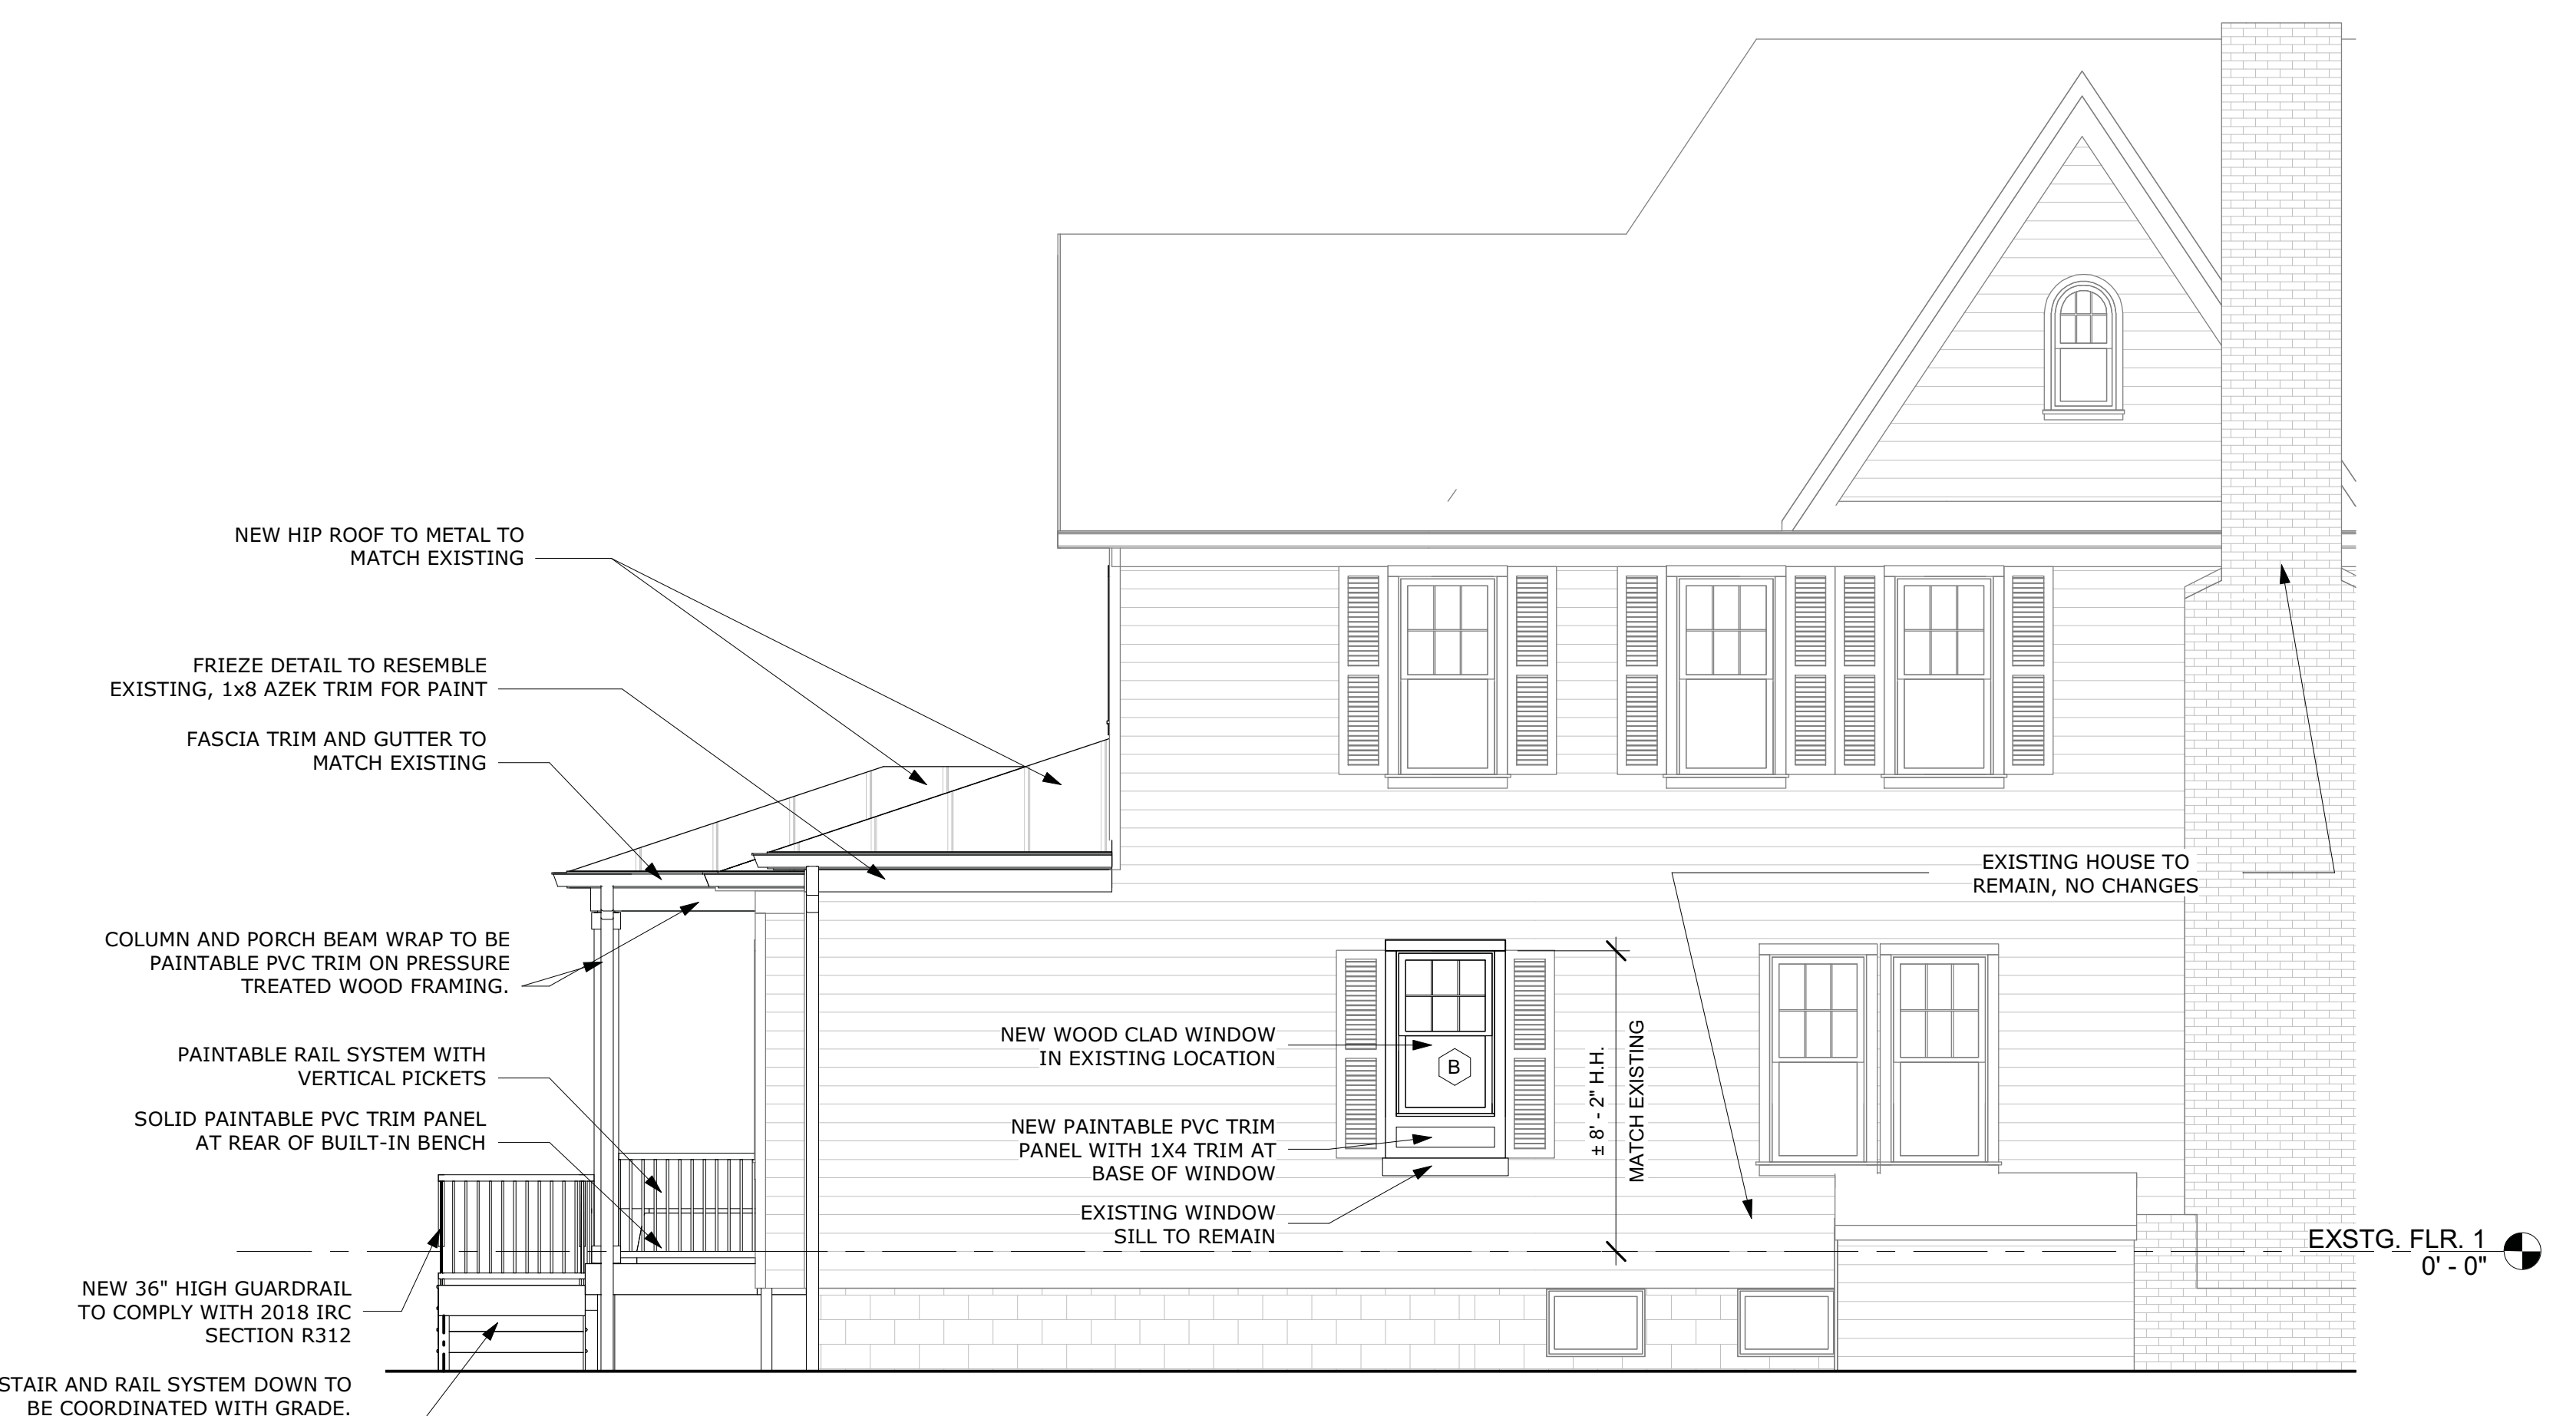 NEW HIP ROOF TO METAL TO
MATCH EXISTING
FRIEZE DETAIL TO RESEMBLE
EXISTING, 1x8 AZEK TRIM FOR PAINT
FASCIA TRIM AND GUTTER TO
MATCH EXISTING
COLUMN AND PORCH BEAM WRAP TO BE
PAINTABLE PVC TRIM ON PRESSURE
TREATED WOOD FRAMING.
PAINTABLE RAIL SYSTEM WITH
VERTICAL PICKETS
SOLID PAINTABLE PVC TRIM PANEL
AT REAR OF BUILT-IN BENCH
NEW 36" HIGH GUARDRAIL
TO COMPLY WITH 2018 IRC
SECTION R312
STAIR AND RAIL SYSTEM DOWN TO
BE COORDINATED WITH GRADE.
NEW WOOD CLAD WINDOW
IN EXISTING LOCATION
B
NEW PAINTABLE PVC TRIM
PANEL WITH 1X4 TRIM AT
BASE OF WINDOW
EXISTING WINDOW
SILL TO REMAIN
± 8' - 2" H.H.
MATCH EXISTING
EXISTING HOUSE TO
REMAIN, NO CHANGES
EXSTG. FLR. 1
0' - 0"